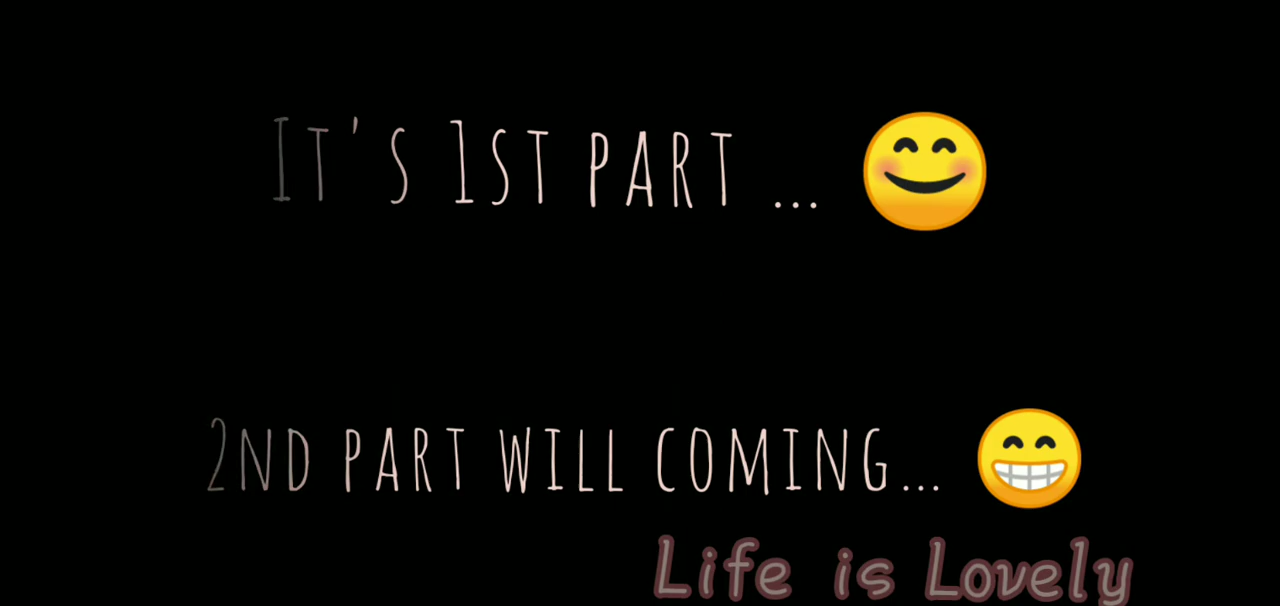 It's 1st part ... 😊
2nd part will coming... 😁
Life is Lovely